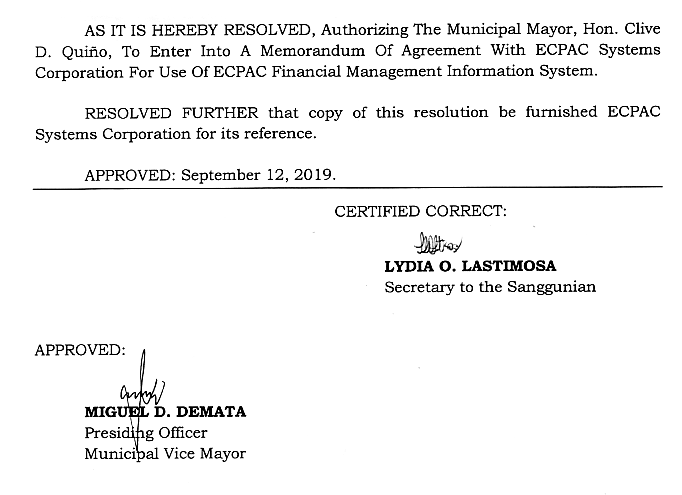 AS IT IS HEREBY RESOLVED, Authorizing The Municipal Mayor, Hon. Clive
D. Quiño, To Enter Into A Memorandum Of Agreement With ECPAC Systems
Corporation For Use Of ECPAC Financial Management Information System.
RESOLVED FURTHER that copy of this resolution be furnished ECPAC
Systems Corporation for its reference.
APPROVED: September 12, 2019.
CERTIFIED CORRECT:
LYDIA O. LASTIMOSA
Secretary to the Sanggunian
APPROVED:
MIGUEL D. DEMATA
Presiding Officer
Municipal Vice Mayor